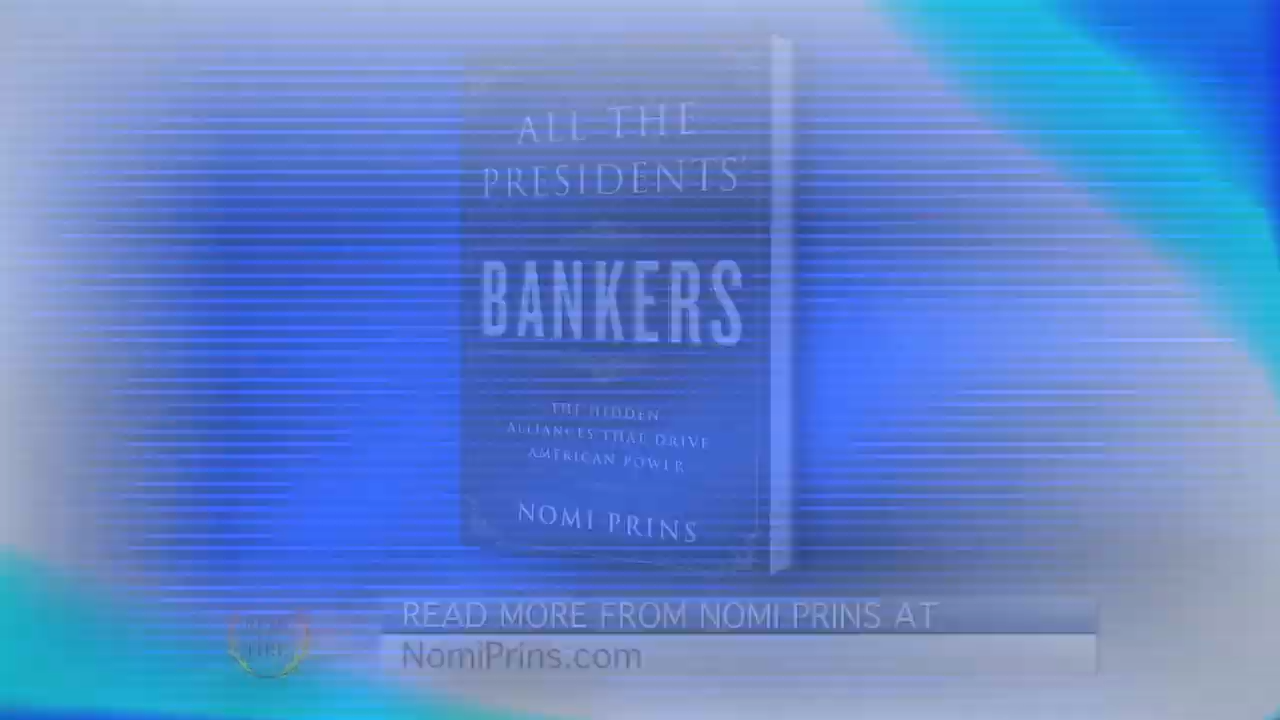 ALL THE
PRESIDENTS'
BANKERS
THE HIDDEN
ALLIANCES THAT DRIVE
AMERICAN POWER
NOMI PRINS
READ MORE FROM NOMI PRINS AT
NomiPrins.com